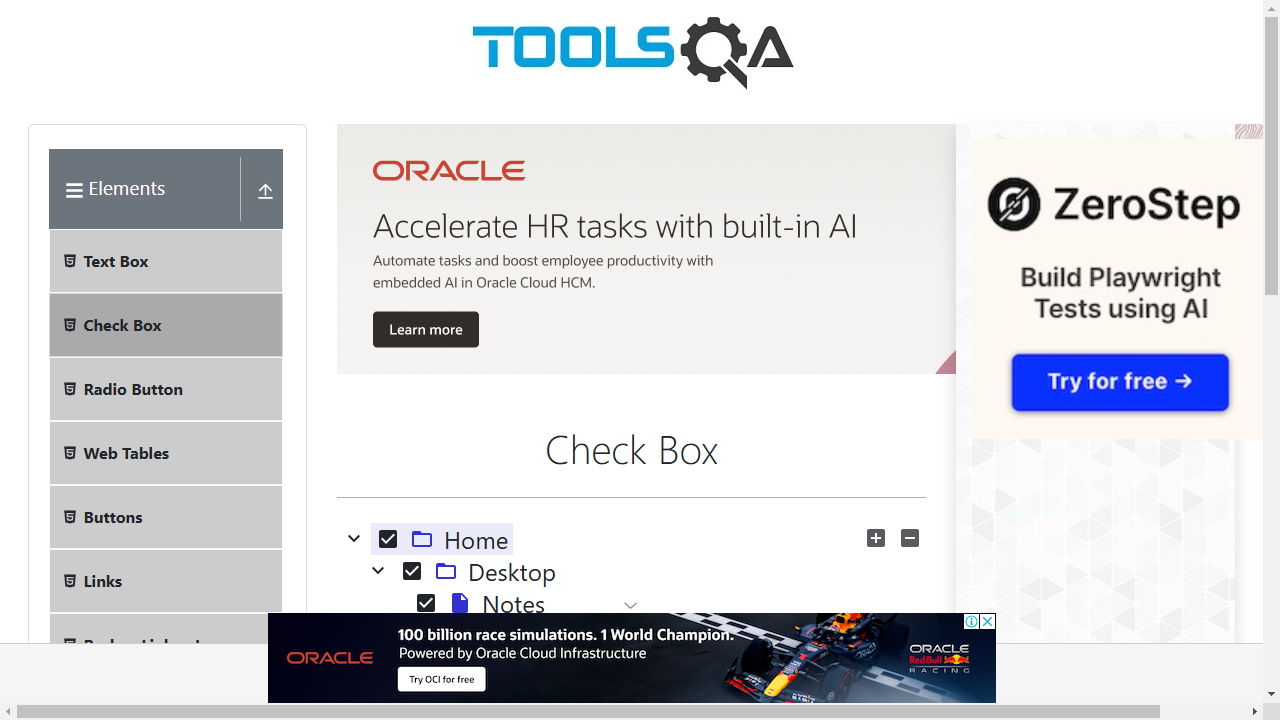 TOOLSQA
Elements
Text Box
Check Box
Radio Button
Web Tables
Buttons
Links
ORACLE
Accelerate HR tasks with built-in AI
Automate tasks and boost employee productivity with
embedded AI in Oracle Cloud HCM.
Learn more
ZeroStep
Build Playwright
Tests using AI
Try for free →
Check Box
Home
Desktop
Notes
ORACLE
100 billion race simulations. 1 World Champion.
Powered by Oracle Cloud Infrastructure
Try OCI for free
ORACLE
Red Bull
RACING